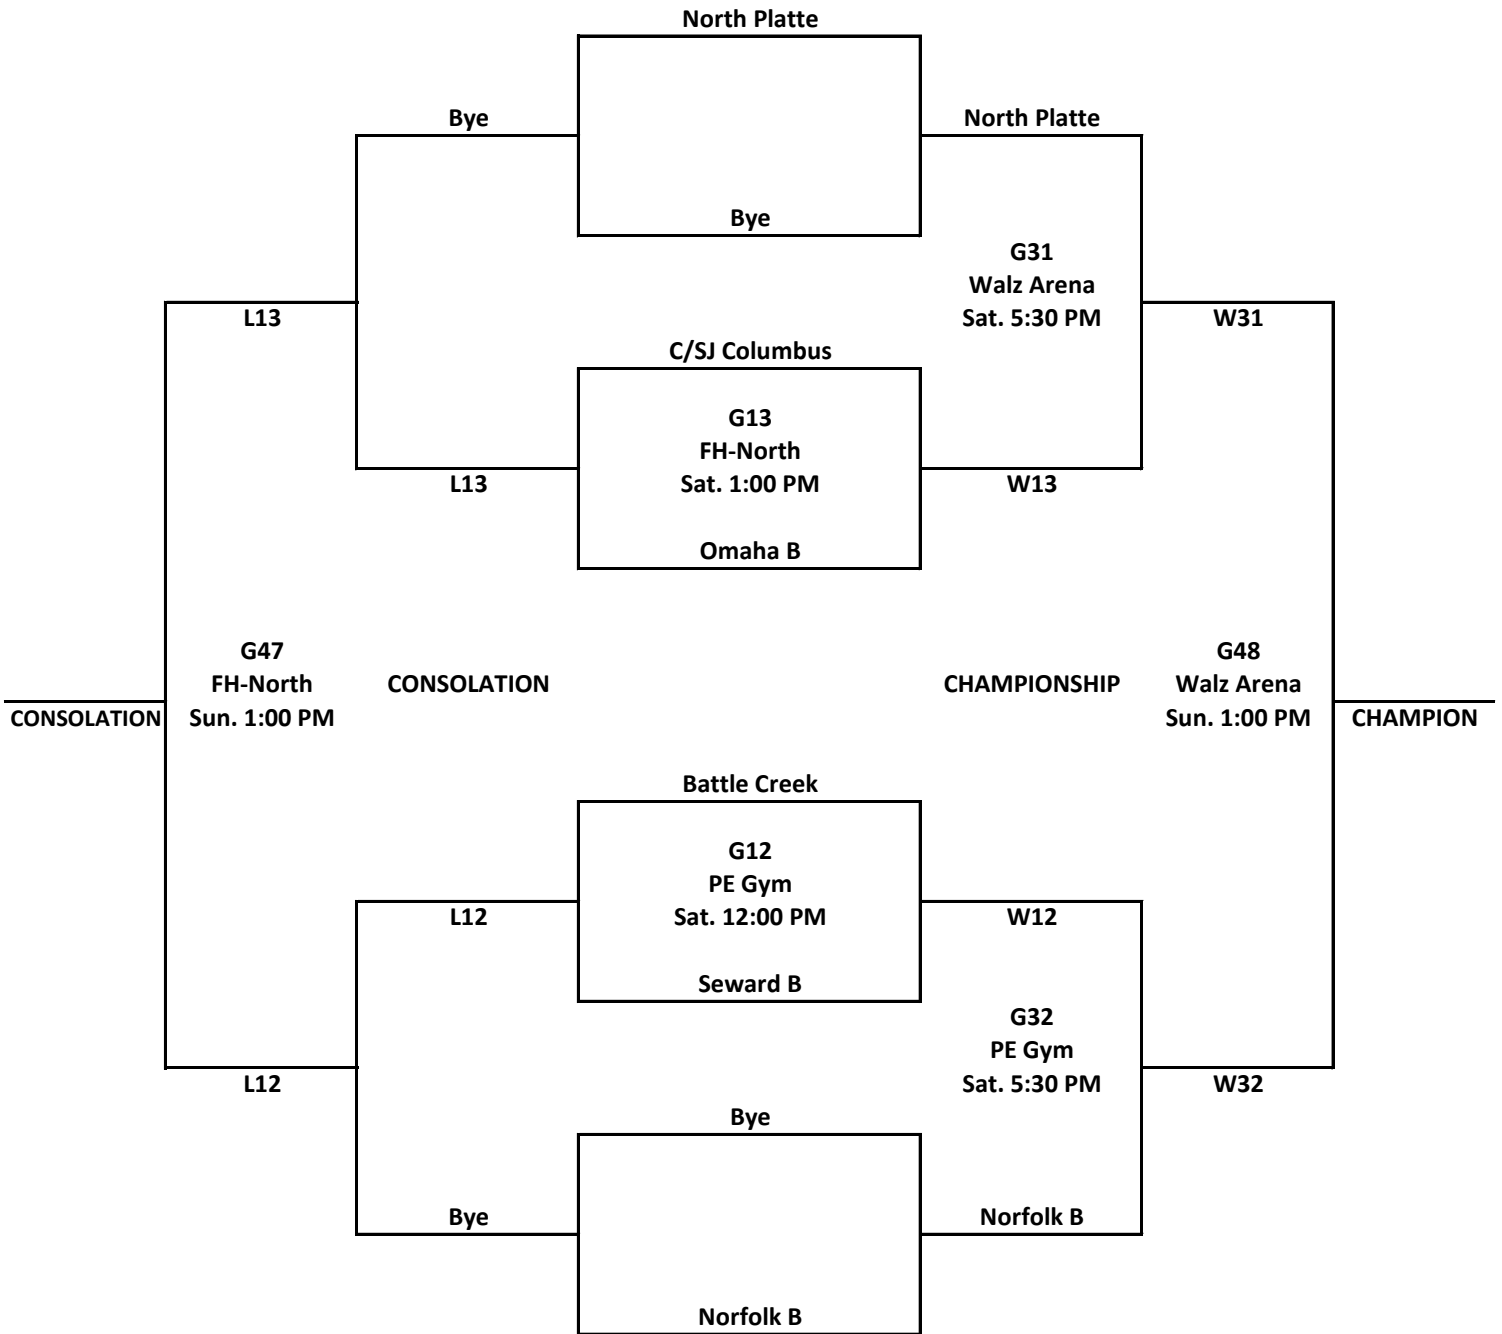 North Platte
Bye
North Platte
Bye
G31
Walz Arena
Sat. 5:30 PM
L13
W31
C/SJ Columbus
G13
FH-North
Sat. 1:00 PM
L13
W13
Omaha B
G47
FH-North
Sun. 1:00 PM
CONSOLATION
CONSOLATION
CHAMPIONSHIP
G48
Walz Arena
Sun. 1:00 PM
CHAMPION
Battle Creek
G12
PE Gym
Sat. 12:00 PM
L12
W12
Seward B
G32
PE Gym
Sat. 5:30 PM
L12
W32
Bye
Bye
Norfolk B
Norfolk B